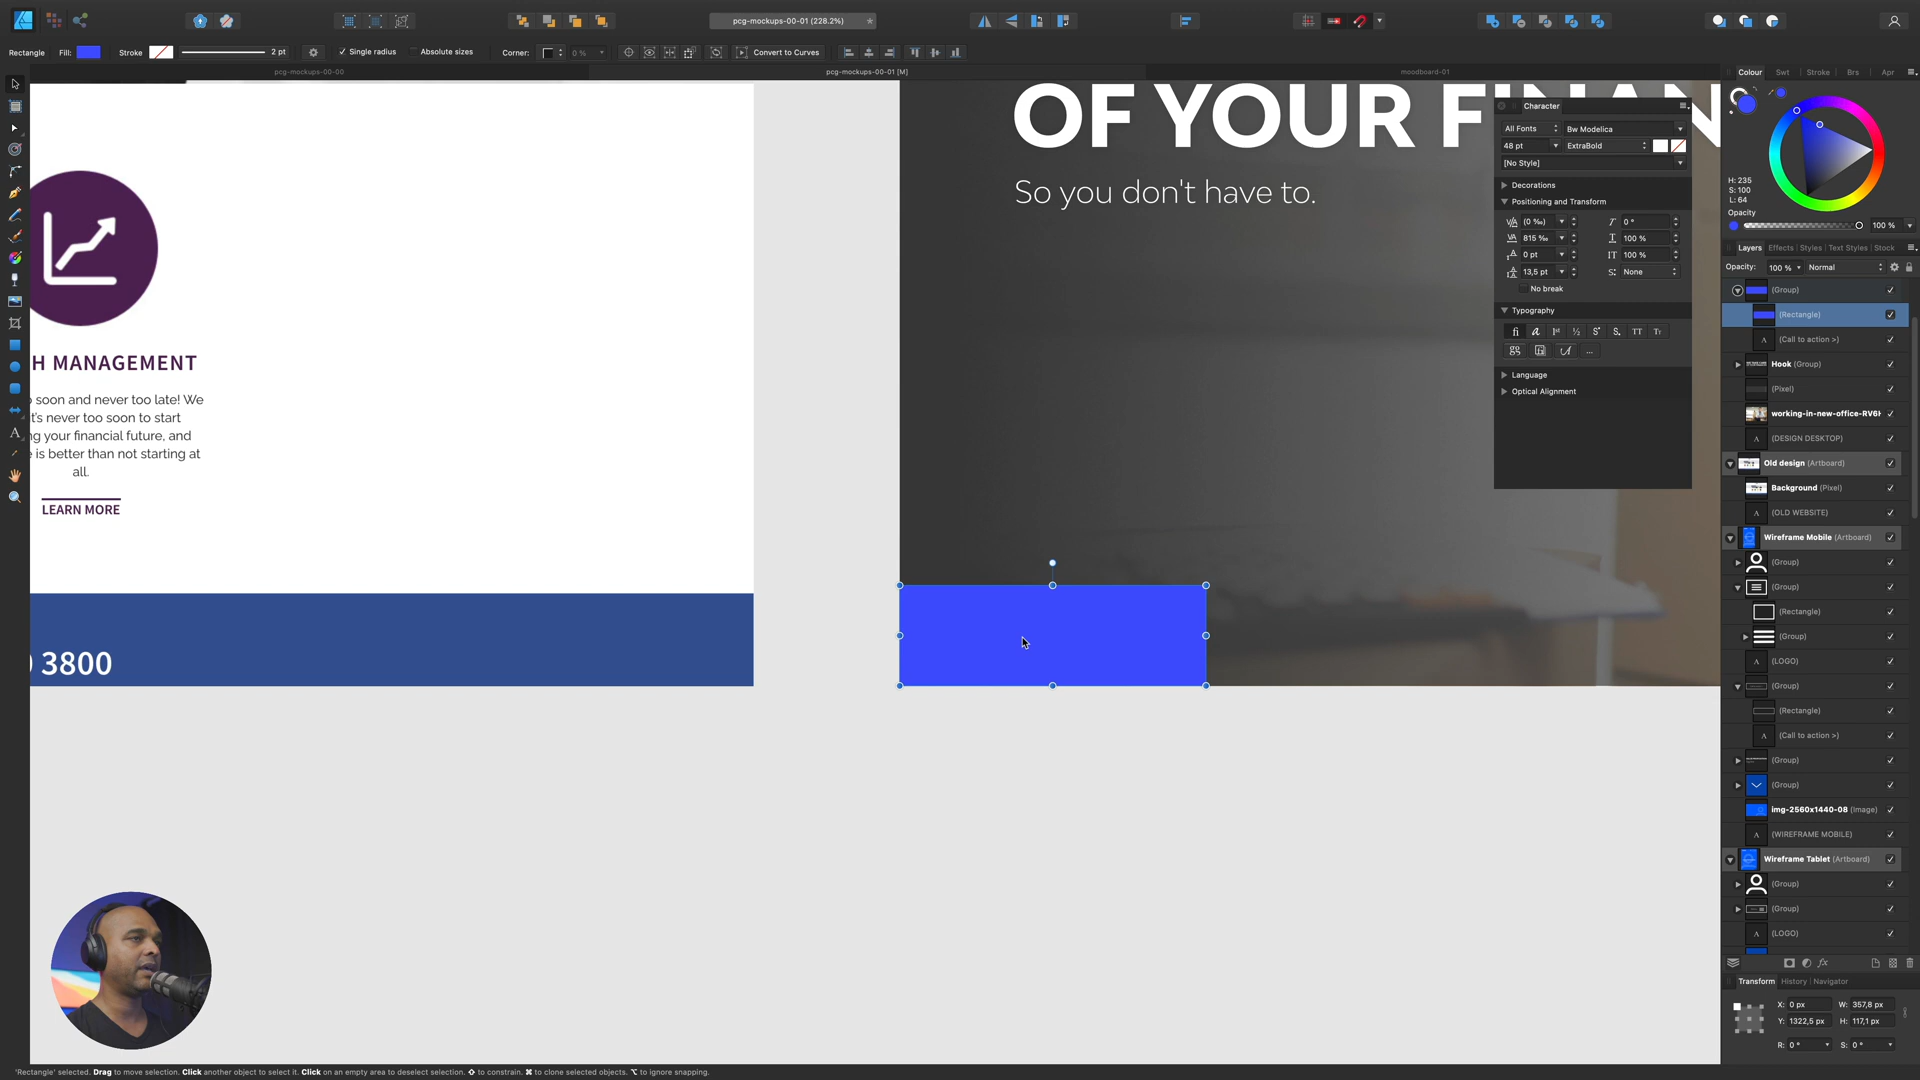 pcg-mockups-00-01 (228.2%)
Rectangle
Fill:
Stroke
2 pt
Single radius
Absolute sizes
Corner:
0 %
Convert to Curves
pcg-mockups-00-00
pcg-mockups-00-01 [M]
moodboard-01
H MANAGEMENT
soon and never too late! We
it's never too soon to start
ng your financial future, and
e is better than not starting at
all.
LEARN MORE
3800
OF YOUR FINAN
So you don't have to.
Character
All Fonts
Bw Modelica
48 pt
ExtraBold
[No Style]
Decorations
Positioning and Transform
(0 ‰)
0 °
815 ‰
100 %
0 pt
100 %
13,5 pt
None
No break
Typography
Language
Optical Alignment
Colour
Swt
Stroke
Brs
Apr
H: 235
S: 100
L: 64
Opacity
100 %
Layers
Effects
Styles
Text Styles
Stock
Opacity:
100 %
Normal
(Group)
(Rectangle)
(Call to action >)
Hook (Group)
(Pixel)
working-in-new-office-RV6H
(DESIGN DESKTOP)
Old design (Artboard)
Background (Pixel)
(OLD WEBSITE)
Wireframe Mobile (Artboard)
(Group)
(Group)
(Rectangle)
(Group)
(LOGO)
(Group)
(Rectangle)
(Call to action >)
(Group)
(Group)
img-2560x1440-08 (Image)
(WIREFRAME MOBILE)
Wireframe Tablet (Artboard)
(Group)
(Group)
(LOGO)
Transform
History
Navigator
X: 0 px
W: 357,8 px
Y: 1322,5 px
H: 117,1 px
R: 0 °
S: 0 °
'Rectangle' selected. Drag to move selection. Click another object to select it. Click on an empty area to deselect selection. ⇧ to constrain. ⌘ to clone selected objects. ⌥ to ignore snapping.